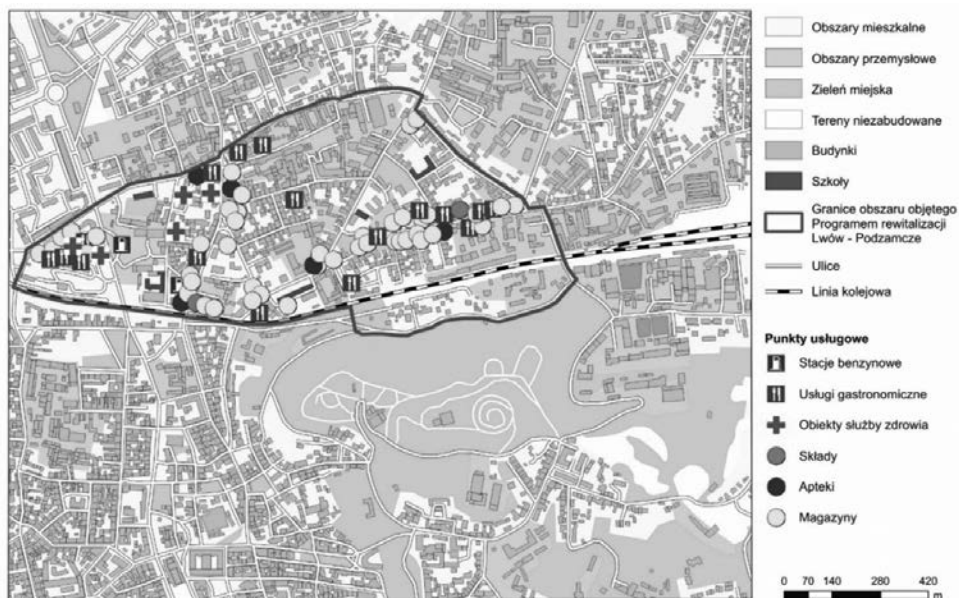 Obszary mieszkalne
Obszary przemysłowe
Zieleń miejska
Tereny niezabudowane
Budynki
Szkoły
Granice obszaru objętego
Programem rewitalizacji
Lwów - Podzamcze
Ulice
Linia kolejowa
Punkty usługowe
Stacje benzynowe
Usługi gastronomiczne
Obiekty służby zdrowia
Składy
Apteki
Magazyny
0 70 140 280 420
m